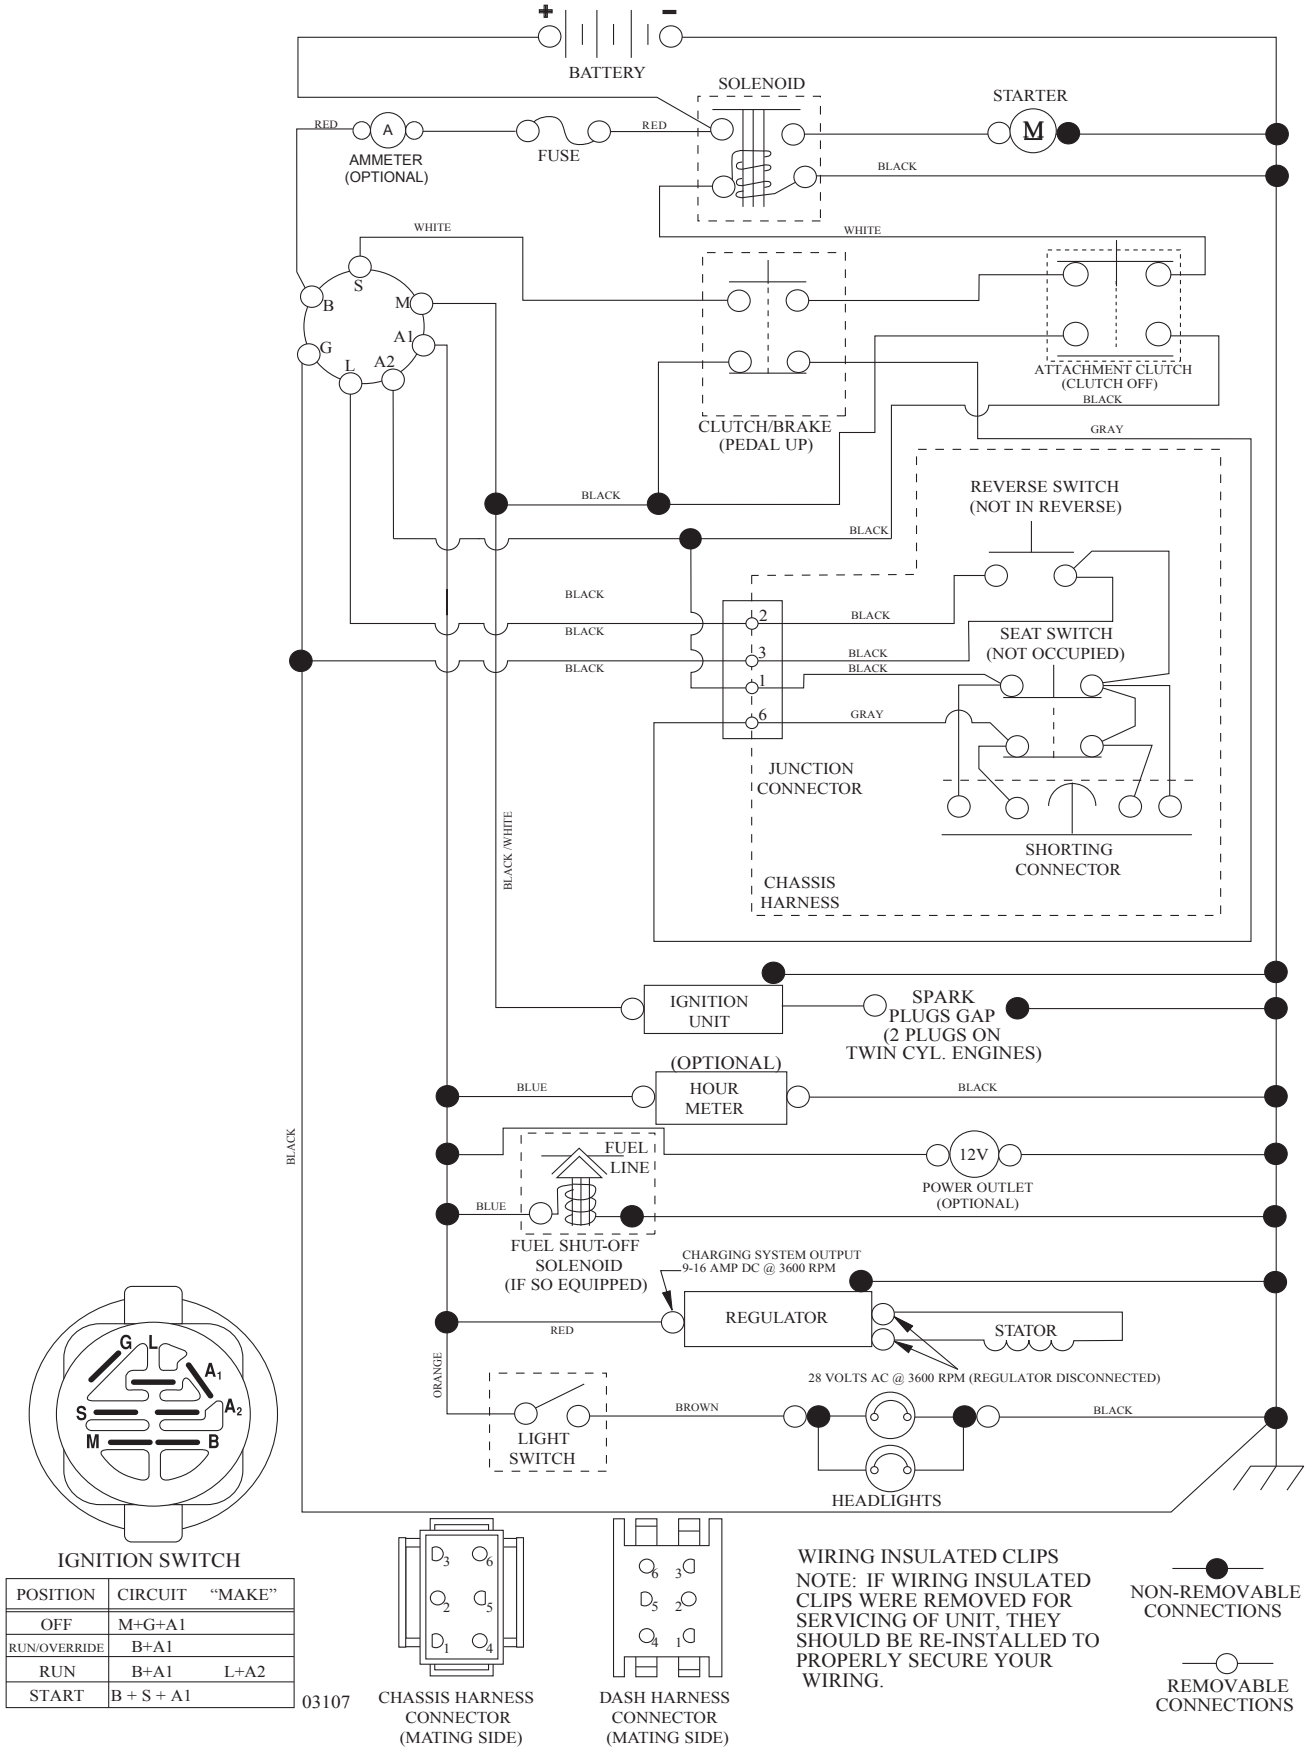 + −
BATTERY
SOLENOID
STARTER
RED
A
RED
M
AMMETER
(OPTIONAL)
FUSE
BLACK
WHITE
WHITE
S
B
M
A1
G
L
A2
ATTACHMENT CLUTCH
(CLUTCH OFF)
BLACK
CLUTCH/BRAKE
(PEDAL UP)
GRAY
REVERSE SWITCH
(NOT IN REVERSE)
BLACK
BLACK
BLACK
BLACK
2
BLACK
SEAT SWITCH
(NOT OCCUPIED)
BLACK
3
BLACK
BLACK
1
BLACK
6
GRAY
JUNCTION
CONNECTOR
SHORTING
CONNECTOR
BLACK /WHITE
CHASSIS
HARNESS
IGNITION
UNIT
SPARK
PLUGS GAP
(2 PLUGS ON
TWIN CYL. ENGINES)
(OPTIONAL)
BLUE
HOUR
METER
BLACK
BLACK
FUEL
LINE
12V
POWER OUTLET
(OPTIONAL)
BLUE
FUEL SHUT-OFF
SOLENOID
(IF SO EQUIPPED)
CHARGING SYSTEM OUTPUT
9-16 AMP DC @ 3600 RPM
REGULATOR
RED
STATOR
ORANGE
28 VOLTS AC @ 3600 RPM (REGULATOR DISCONNECTED)
BROWN
BLACK
LIGHT
SWITCH
HEADLIGHTS
G L
A1
A2
S
M
B
IGNITION SWITCH
POSITION CIRCUIT “MAKE”
OFF M+G+A1
RUN/OVERRIDE B+A1
RUN B+A1 L+A2
START B + S + A1
03107
3 6
2 5
1 4
CHASSIS HARNESS
CONNECTOR
(MATING SIDE)
6 3
5 2
4 1
DASH HARNESS
CONNECTOR
(MATING SIDE)
WIRING INSULATED CLIPS
NOTE: IF WIRING INSULATED
CLIPS WERE REMOVED FOR
SERVICING OF UNIT, THEY
SHOULD BE RE-INSTALLED TO
PROPERLY SECURE YOUR
WIRING.
NON-REMOVABLE
CONNECTIONS
REMOVABLE
CONNECTIONS